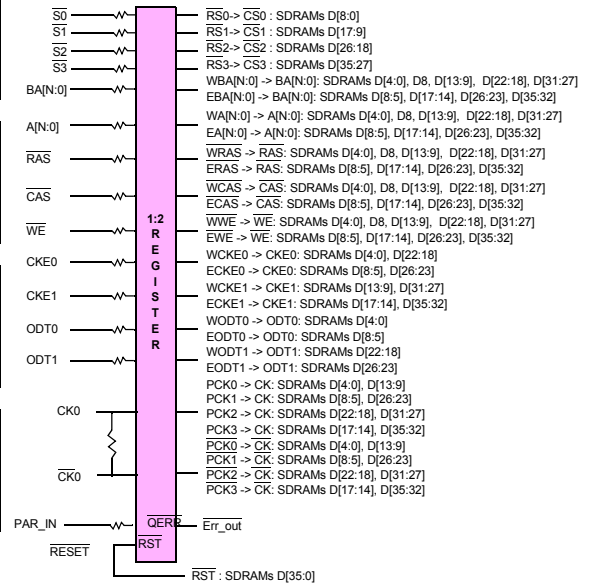 S0
S1
S2
S3
BA[N:0]
A[N:0]
RAS
CAS
WE
CKE0
CKE1
ODT0
ODT1
CK0
CK0
PAR_IN
RESET
1:2
R
E
G
I
S
T
E
R
QERR
RST
RS0-> CS0 : SDRAMs D[8:0]
RS1-> CS1 : SDRAMs D[17:9]
RS2-> CS2 : SDRAMs D[26:18]
RS3-> CS3 : SDRAMs D[35:27]
WBA[N:0] -> BA[N:0]: SDRAMs D[4:0], D8, D[13:9], D[22:18], D[31:27]
EBA[N:0] -> BA[N:0]: SDRAMs D[8:5], D[17:14], D[26:23], D[35:32]
WA[N:0] -> A[N:0]: SDRAMs D[4:0], D8, D[13:9], D[22:18], D[31:27]
EA[N:0] -> A[N:0]: SDRAMs D[8:5], D[17:14], D[26:23], D[35:32]
WRAS -> RAS: SDRAMs D[4:0], D8, D[13:9], D[22:18], D[31:27]
ERAS -> RAS: SDRAMs D[8:5], D[17:14], D[26:23], D[35:32]
WCAS -> CAS: SDRAMs D[4:0], D8, D[13:9], D[22:18], D[31:27]
ECAS -> CAS: SDRAMs D[8:5], D[17:14], D[26:23], D[35:32]
WWE -> WE: SDRAMs D[4:0], D8, D[13:9], D[22:18], D[31:27]
EWE -> WE: SDRAMs D[8:5], D[17:14], D[26:23], D[35:32]
WCKE0 -> CKE0: SDRAMs D[4:0], D[22:18]
ECKE0 -> CKE0: SDRAMs D[8:5], D[26:23]
WCKE1 -> CKE1: SDRAMs D[13:9], D[31:27]
ECKE1 -> CKE1: SDRAMs D[17:14], D[35:32]
WODT0 -> ODT0: SDRAMs D[4:0]
EODT0 -> ODT0: SDRAMs D[8:5]
WODT1 -> ODT1: SDRAMs D[22:18]
EODT1 -> ODT1: SDRAMs D[26:23]
PCK0 -> CK: SDRAMs D[4:0], D[13:9]
PCK1 -> CK: SDRAMs D[8:5], D[26:23]
PCK2 -> CK: SDRAMs D[22:18], D[31:27]
PCK3 -> CK: SDRAMs D[17:14], D[35:32]
PCK0 -> CK: SDRAMs D[4:0], D[13:9]
PCK1 -> CK: SDRAMs D[8:5], D[26:23]
PCK2 -> CK: SDRAMs D[22:18], D[31:27]
PCK3 -> CK: SDRAMs D[17:14], D[35:32]
Err_out
RST : SDRAMs D[35:0]